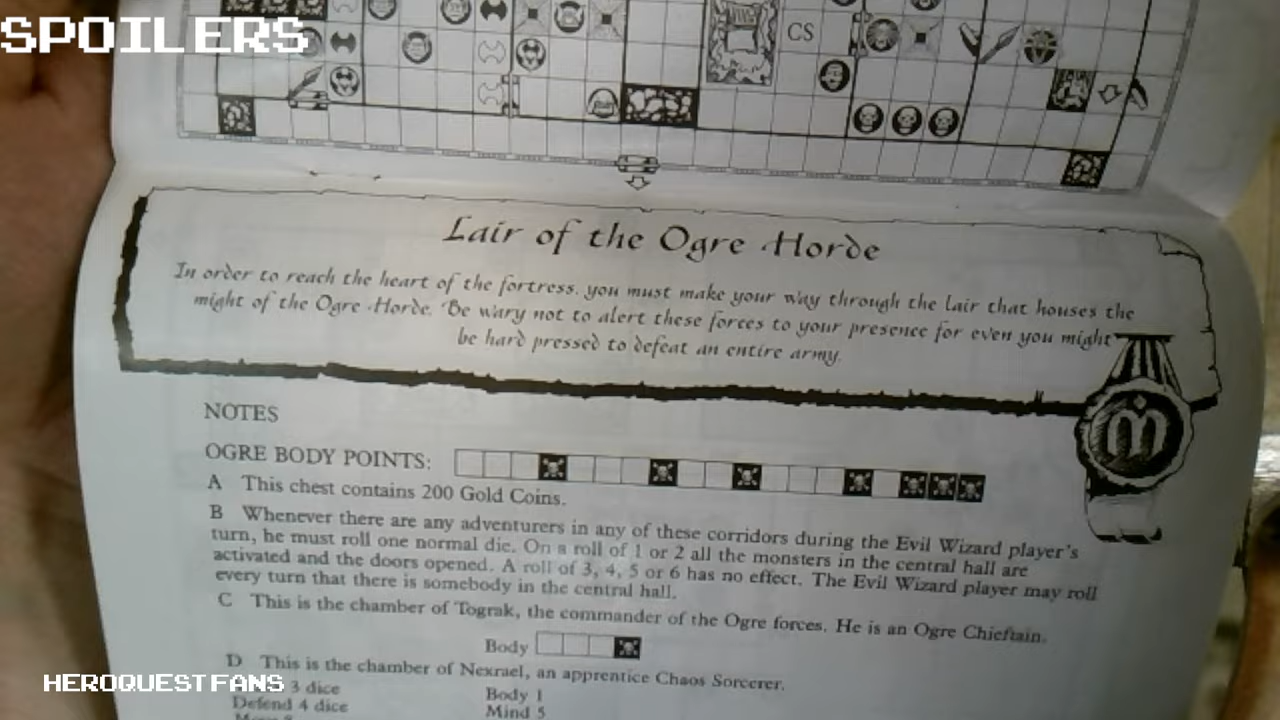 SPOILERS
CS
Lair of the Ogre Horde
In order to reach the heart of the fortress, you must make your way through the lair that houses the
might of the Ogre Horde. Be wary not to alert these forces to your presence for even you might
be hard pressed to defeat an entire army.
NOTES
OGRE BODY POINTS:
A This chest contains 200 Gold Coins.
B Whenever there are any adventurers in any of these corridors during the Evil Wizard player's
turn, he must roll one normal die. On a roll of 1 or 2 all the monsters in the central hall are
activated and the doors opened. A roll of 3, 4, 5 or 6 has no effect. The Evil Wizard player may roll
every turn that there is somebody in the central hall.
C This is the chamber of Tograk, the commander of the Ogre forces. He is an Ogre Chieftain.
Body
D This is the chamber of Nexrael, an apprentice Chaos Sorcerer.
3 dice Body 1
Defend 4 dice Mind 5
HEROQUEST FANS